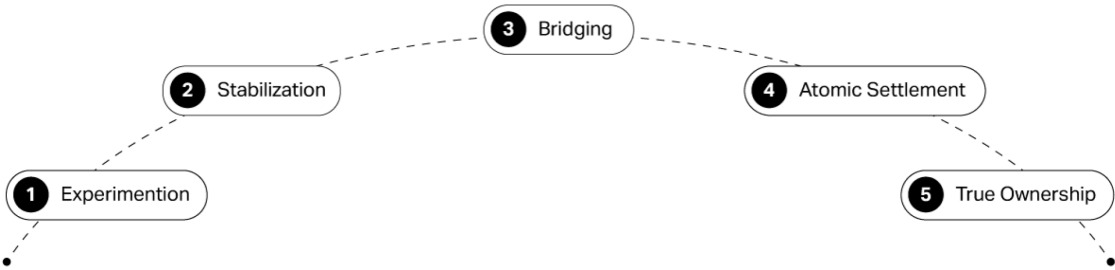 3 Bridging
2 Stabilization
4 Atomic Settlement
1 Experimention
5 True Ownership